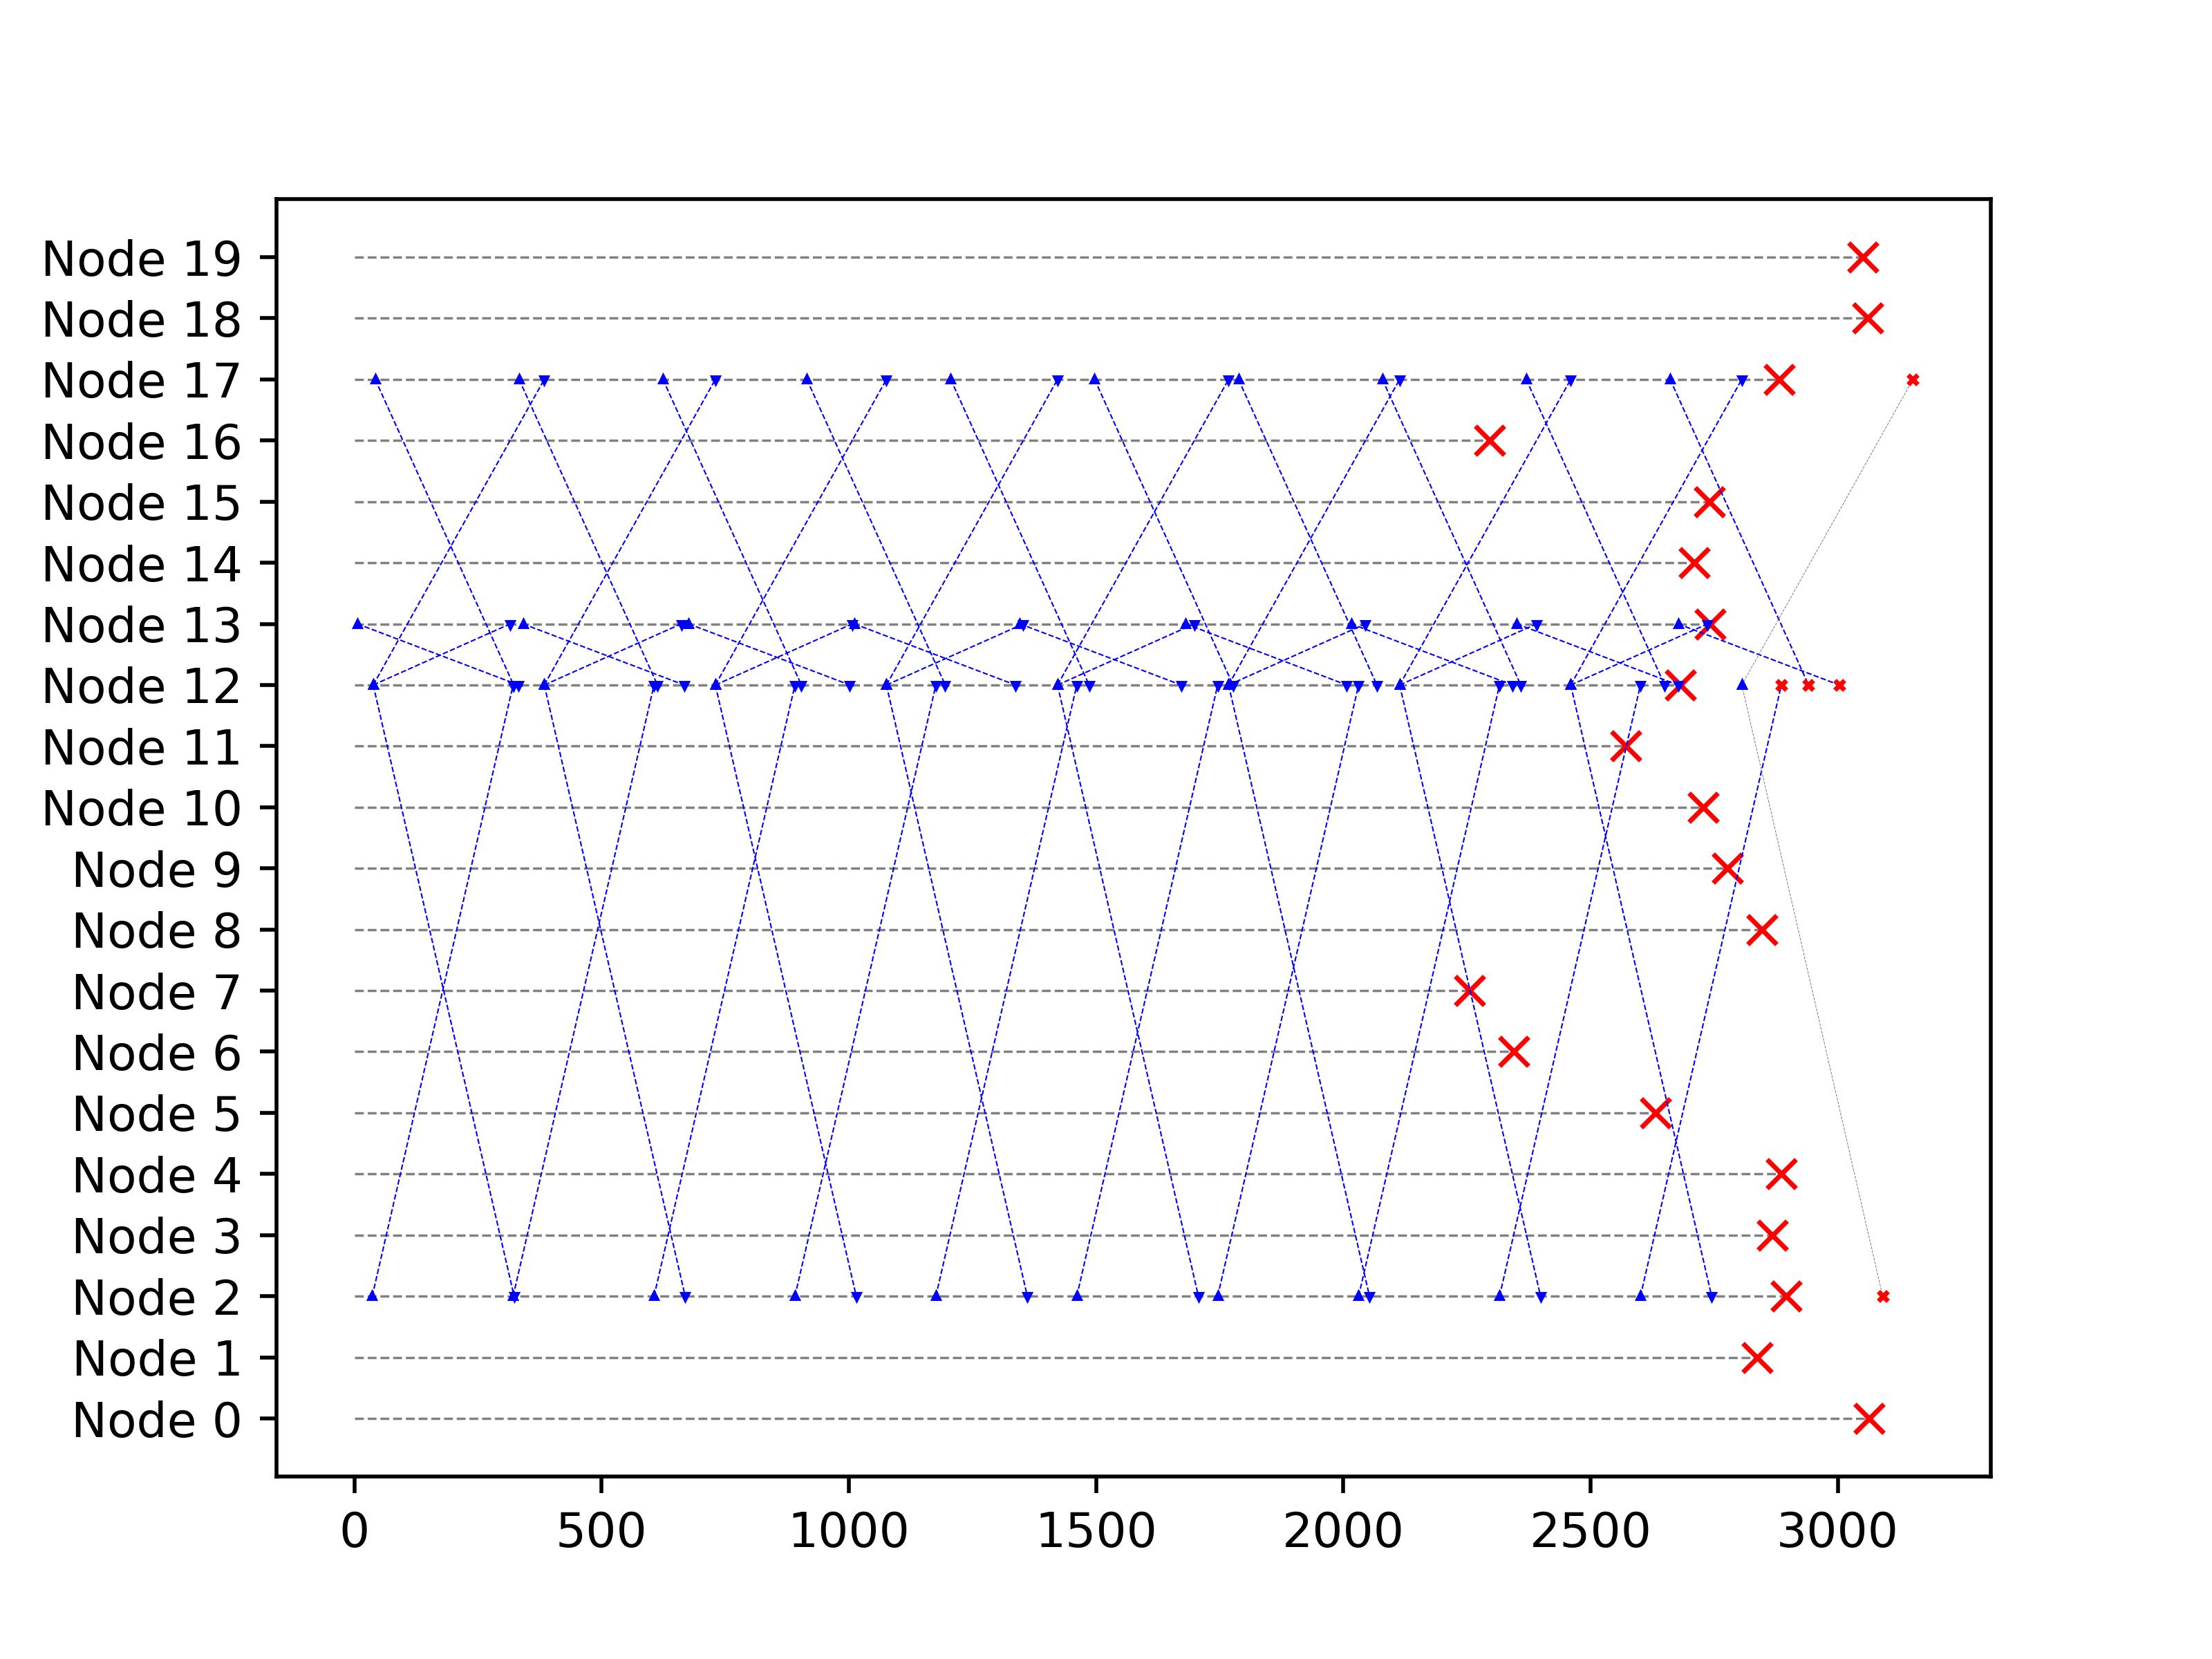 Node 19
Node 18
Node 17
Node 16
Node 15
Node 14
Node 13
Node 12
Node 11
Node 10
Node 9
Node 8
Node 7
Node 6
Node 5
Node 4
Node 3
Node 2
Node 1
Node 0
0 500 1000 1500 2000 2500 3000